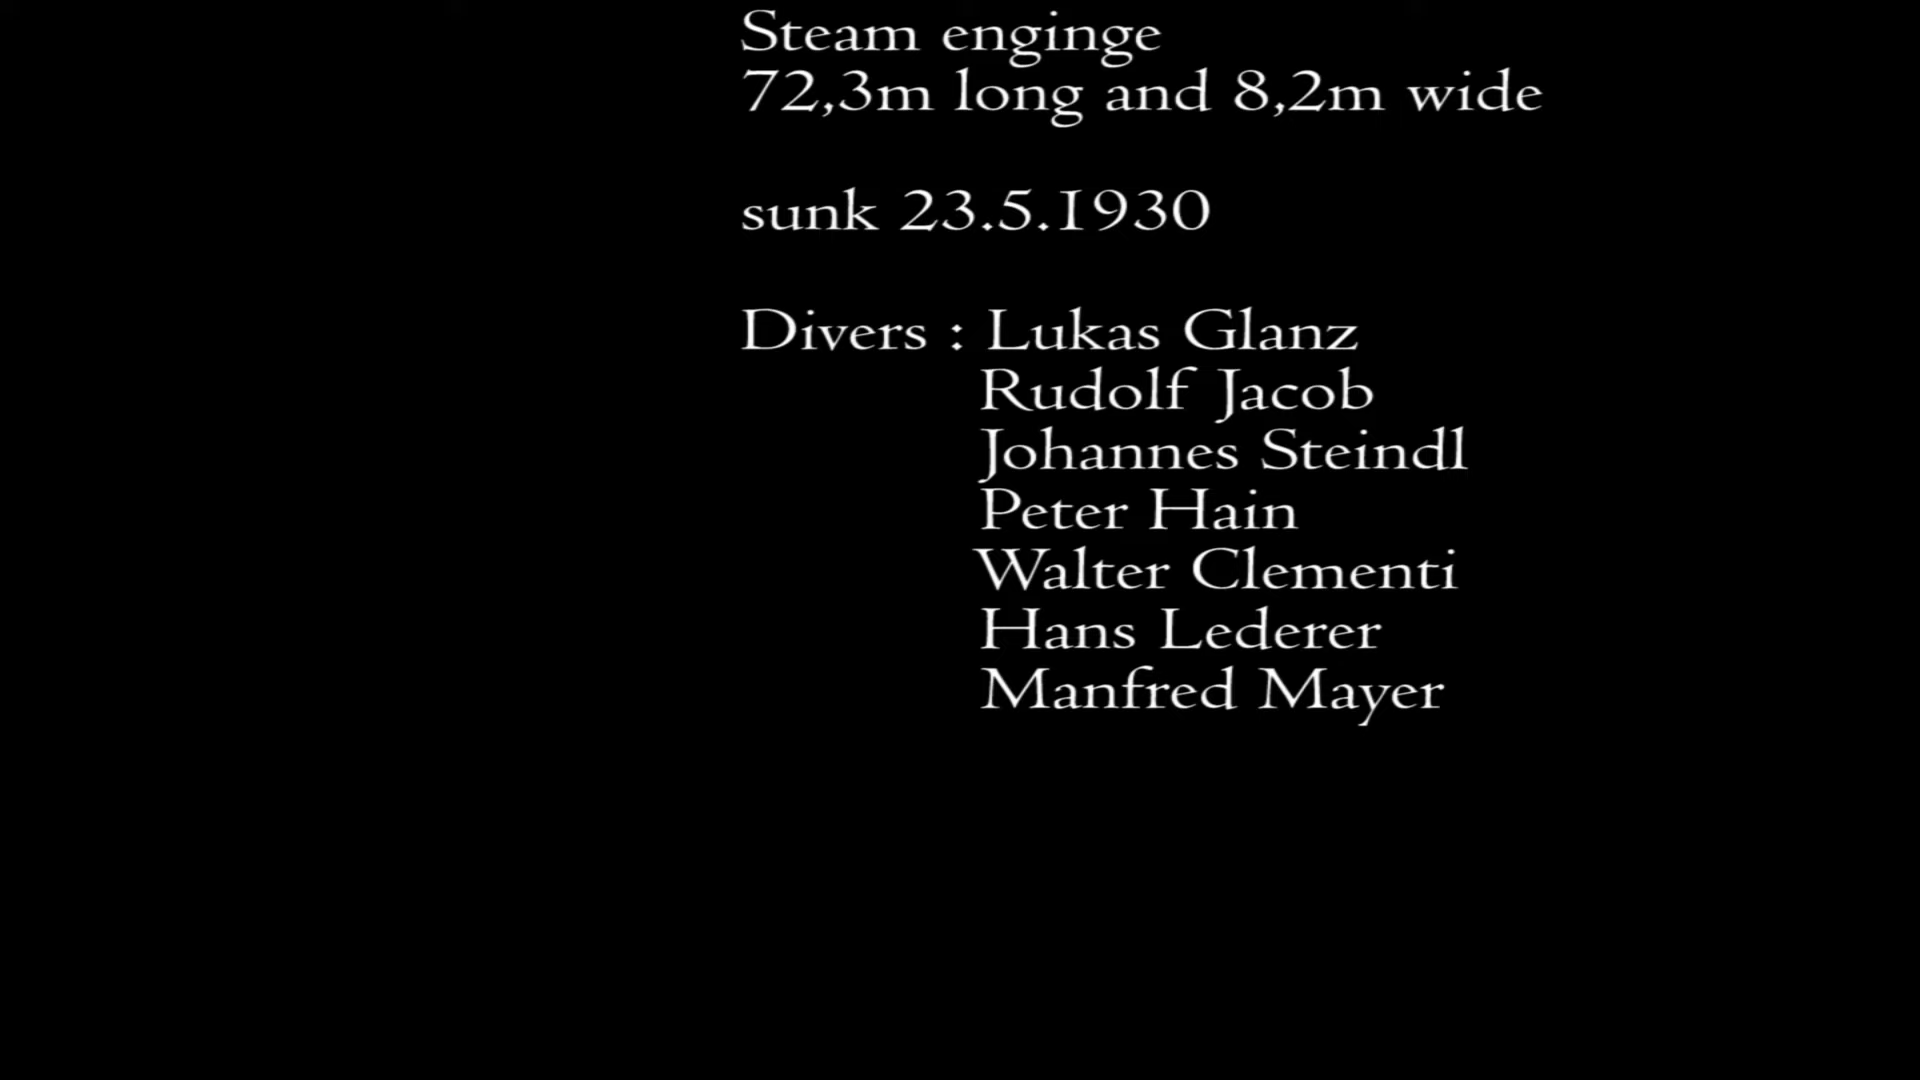 Steam enginge
72,3m long and 8,2m wide
sunk 23.5.1930
Divers : Lukas Glanz
Rudolf Jacob
Johannes Steindl
Peter Hain
Walter Clementi
Hans Lederer
Manfred Mayer